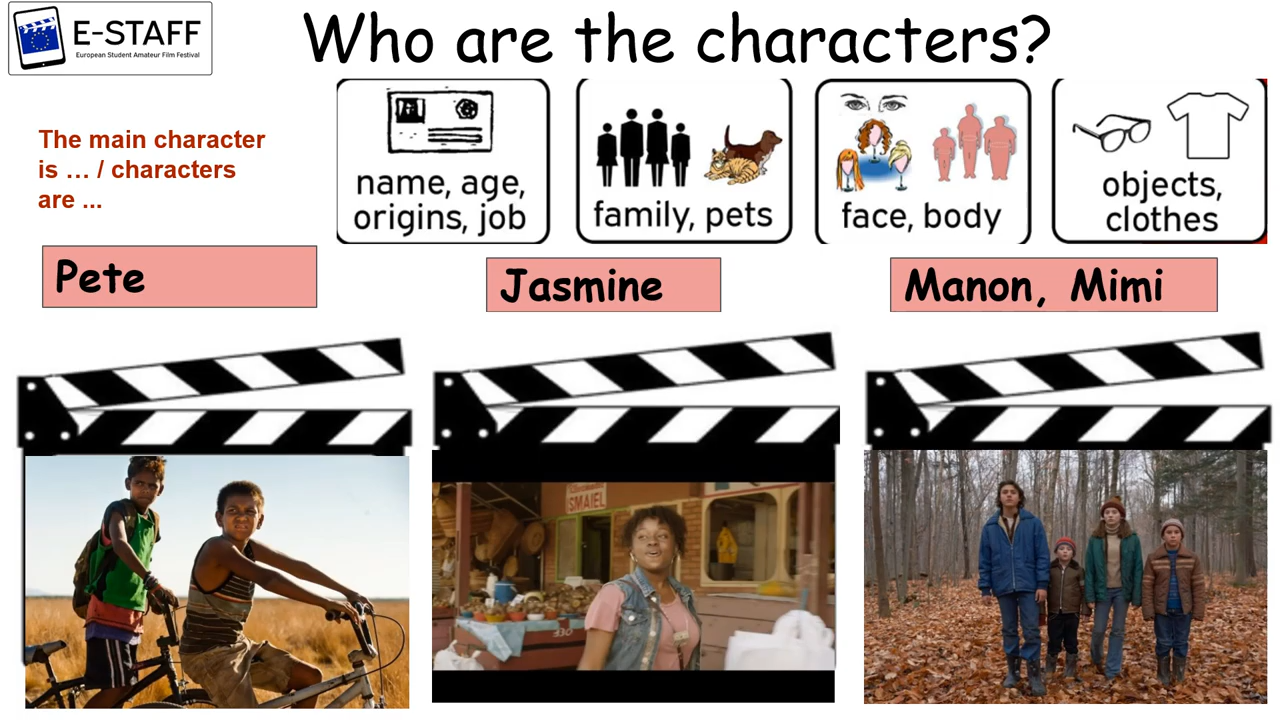 E-STAFF
European Student Amateur Film Festival
Who are the characters?
The main character
is … / characters
are ...
name, age,
origins, job
family, pets
face, body
objects,
clothes
Pete
Jasmine
Manon, Mimi
SMAIEL